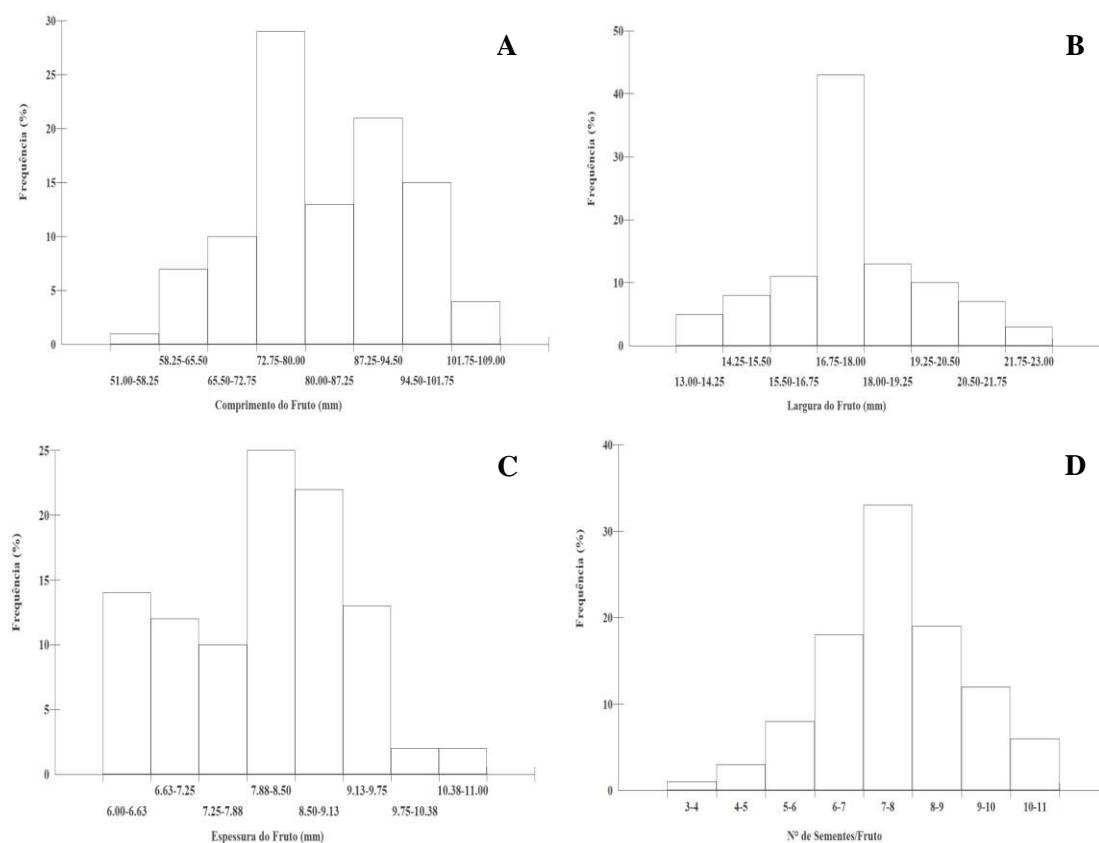 A
Frequência (%)
30
25
20
15
10
5
0
58.25-65.50 72.75-80.00 87.25-94.50 101.75-109.00
51.00-58.25 65.50-72.75 80.00-87.25 94.50-101.75
Comprimento do Fruto (mm)
B
Frequência (%)
50
40
30
20
10
0
14.25-15.50 16.75-18.00 19.25-20.50 21.75-23.00
13.00-14.25 15.50-16.75 18.00-19.25 20.50-21.75
Largura do Fruto (mm)
C
Frequência (%)
25
20
15
10
5
0
6.63-7.25 7.88-8.50 9.13-9.75 10.38-11.00
6.00-6.63 7.25-7.88 8.50-9.13 9.75-10.38
Espessura do Fruto (mm)
D
Frequência (%)
40
30
20
10
0
3-4 4-5 5-6 6-7 7-8 8-9 9-10 10-11
Nº de Sementes/Fruto